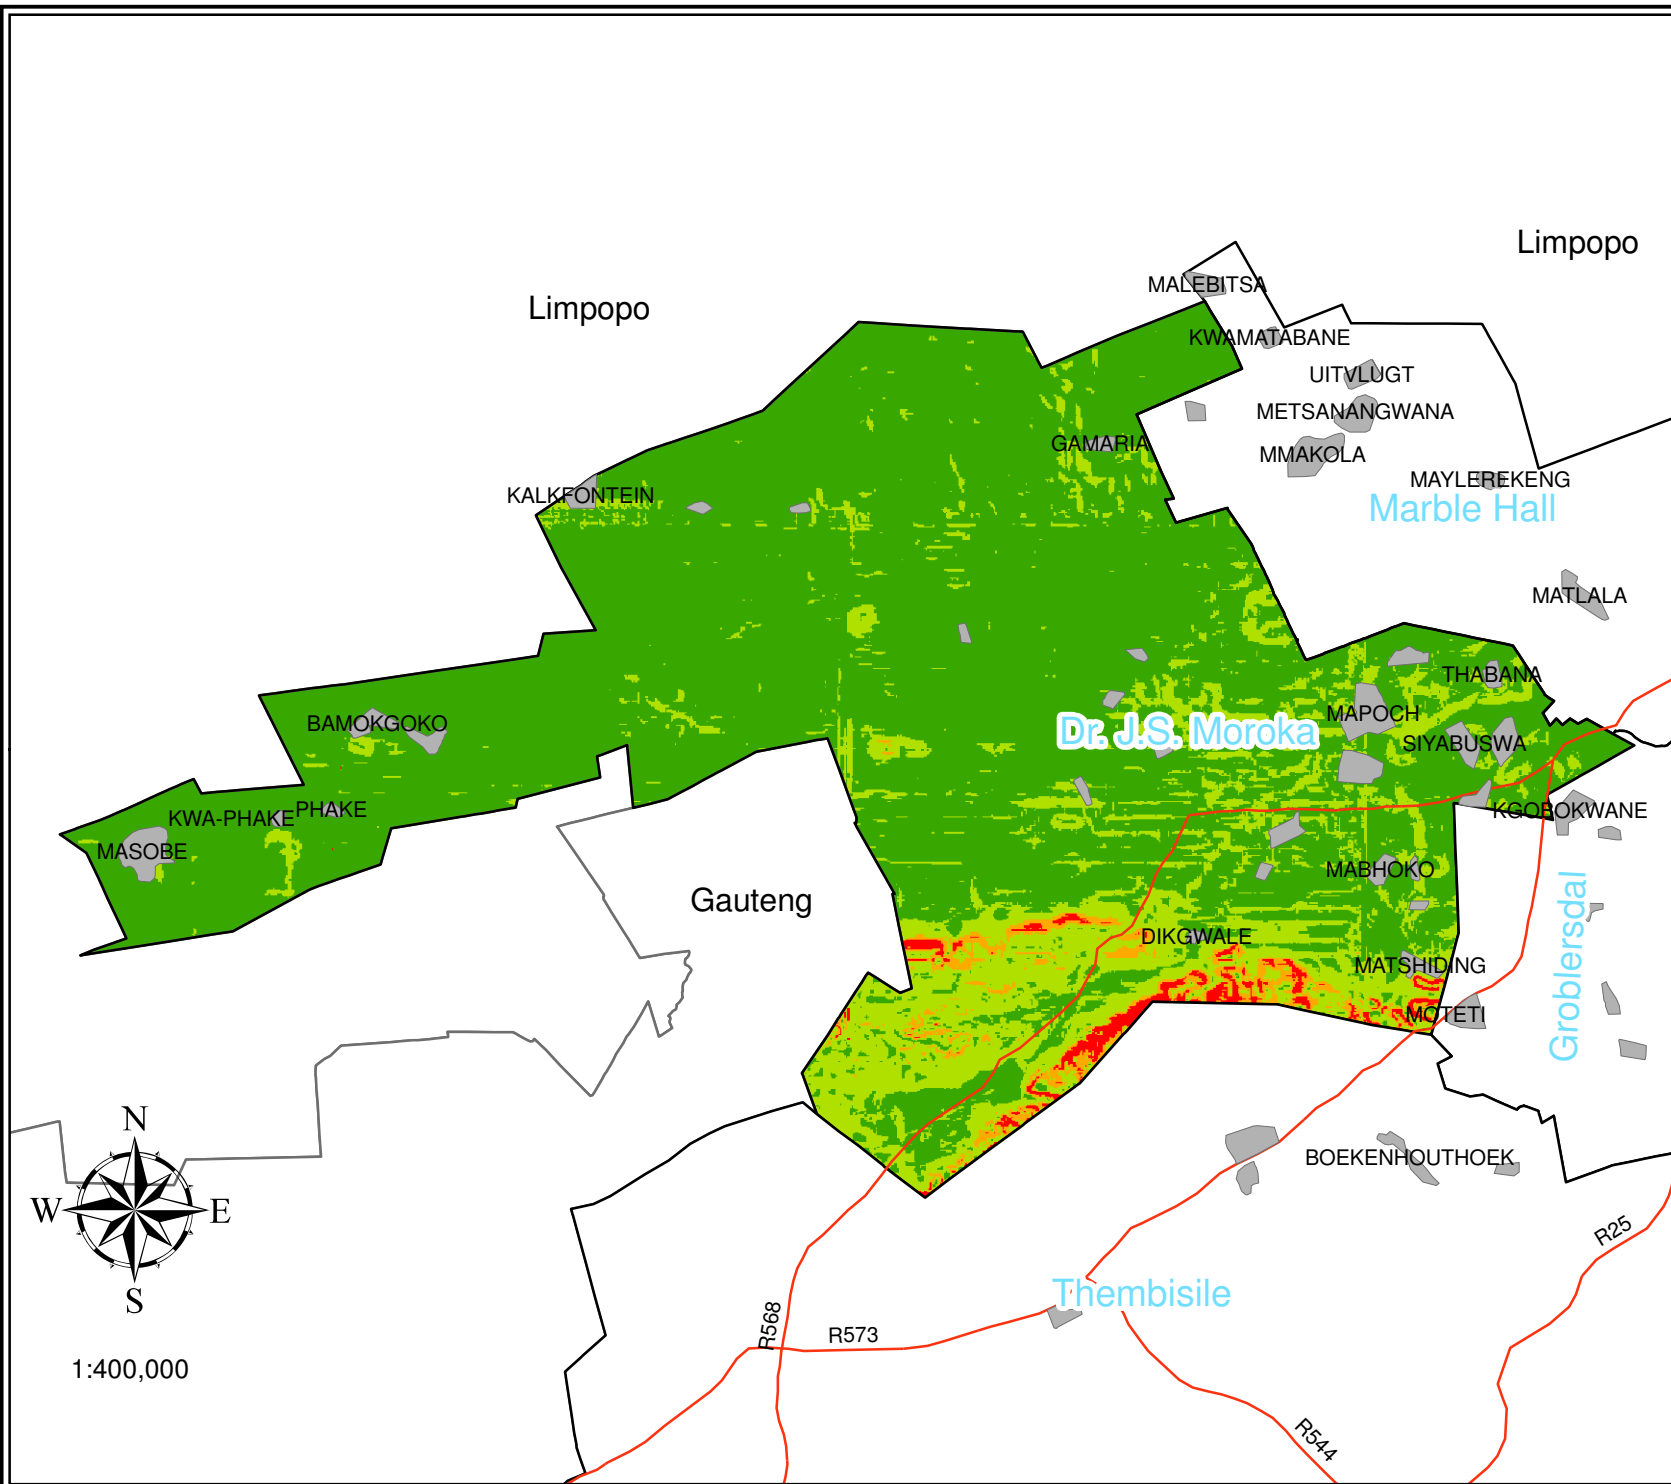 Limpopo
MALEBITSA
Limpopo
KWAMATABANE
UITVLUGT
METSANANGWANA
GAMARIA
MMAKOLA
KALKFONTEIN
MAYLEREKENG
Marble Hall
MATLALA
THABANA
BAMOKGOKO
MAPOCH
Dr. J.S. Moroka
SIYABUSWA
KWA-PHAKE
PHAKE
KGOBOKWANE
MASOBE
MABHOKO
Gauteng
Groblersdal
DIKGWALE
MATSHIDING
MOTETI
N
W
E
S
BOEKENHOUTHOEK
R25
Thembisile
R568
R573
1:400,000
R544